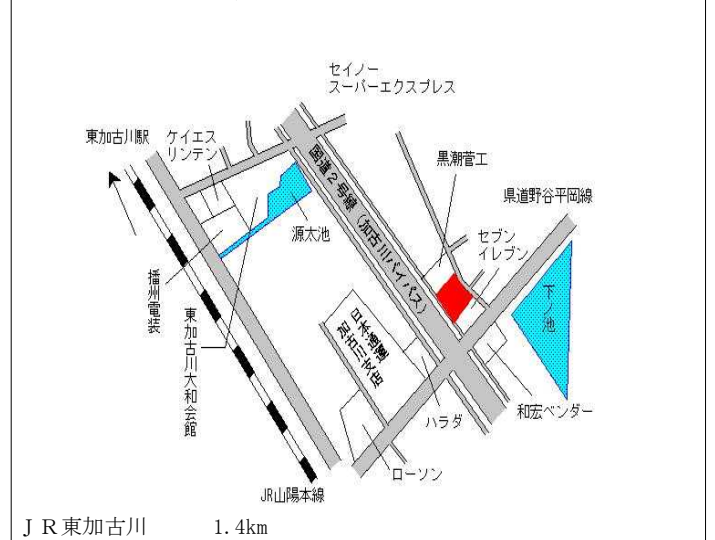 セイノー
スーパーエクスプレス
東加古川駅
ケイエス
リンテン
国道２号線（加古川バイパス）
黒潮菅工
県道野谷平岡線
源太池
セブン
イレブン
下ノ池
播州電装
東加古川大和会館
日本通運
加古川支店
ハラダ
和宏ベンダー
ローソン
JR山陽本線
ＪＲ東加古川　　1.4km